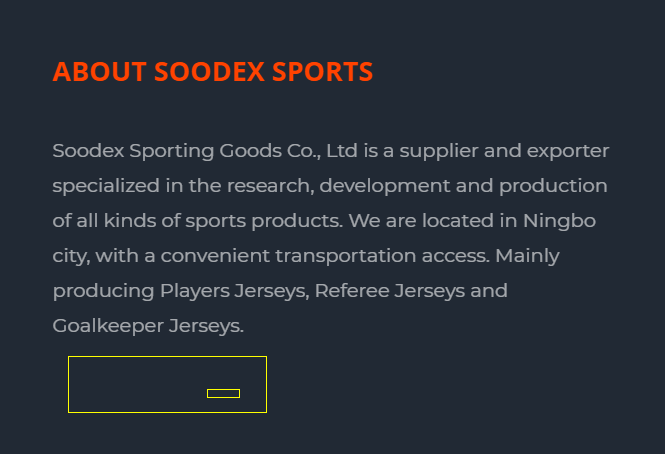 ABOUT SOODEX SPORTS
Soodex Sporting Goods Co., Ltd is a supplier and exporter
specialized in the research, development and production
of all kinds of sports products. We are located in Ningbo
city, with a convenient transportation access. Mainly
producing Players Jerseys, Referee Jerseys and
Goalkeeper Jerseys.